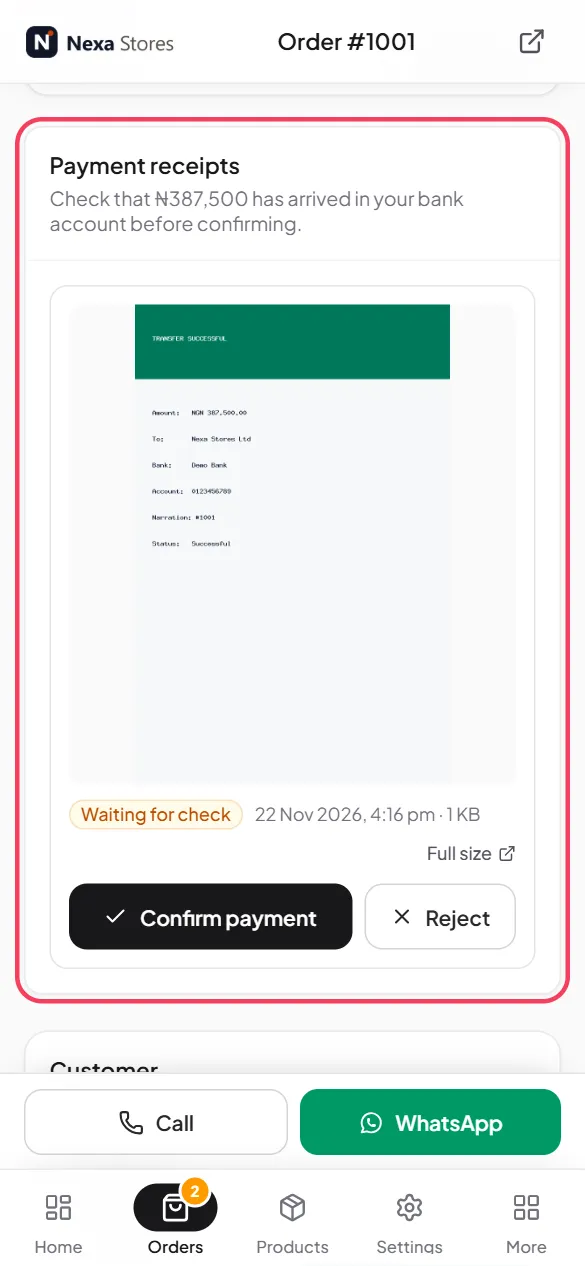 N Nexa Stores
Order #1001
Payment receipts
Check that ₦387,500 has arrived in your bank
account before confirming.
TRANSFER SUCCESSFUL
Amount: NGN 387,500.00
To: Nexa Stores Ltd
Bank: Demo Bank
Account: 0123456789
Narration: #1001
Status: Successful
Waiting for check 22 Nov 2026, 4:16 pm · 1 KB
Full size
Confirm payment
Reject
Customer
Call
WhatsApp
2
Home
Orders
Products
Settings
More